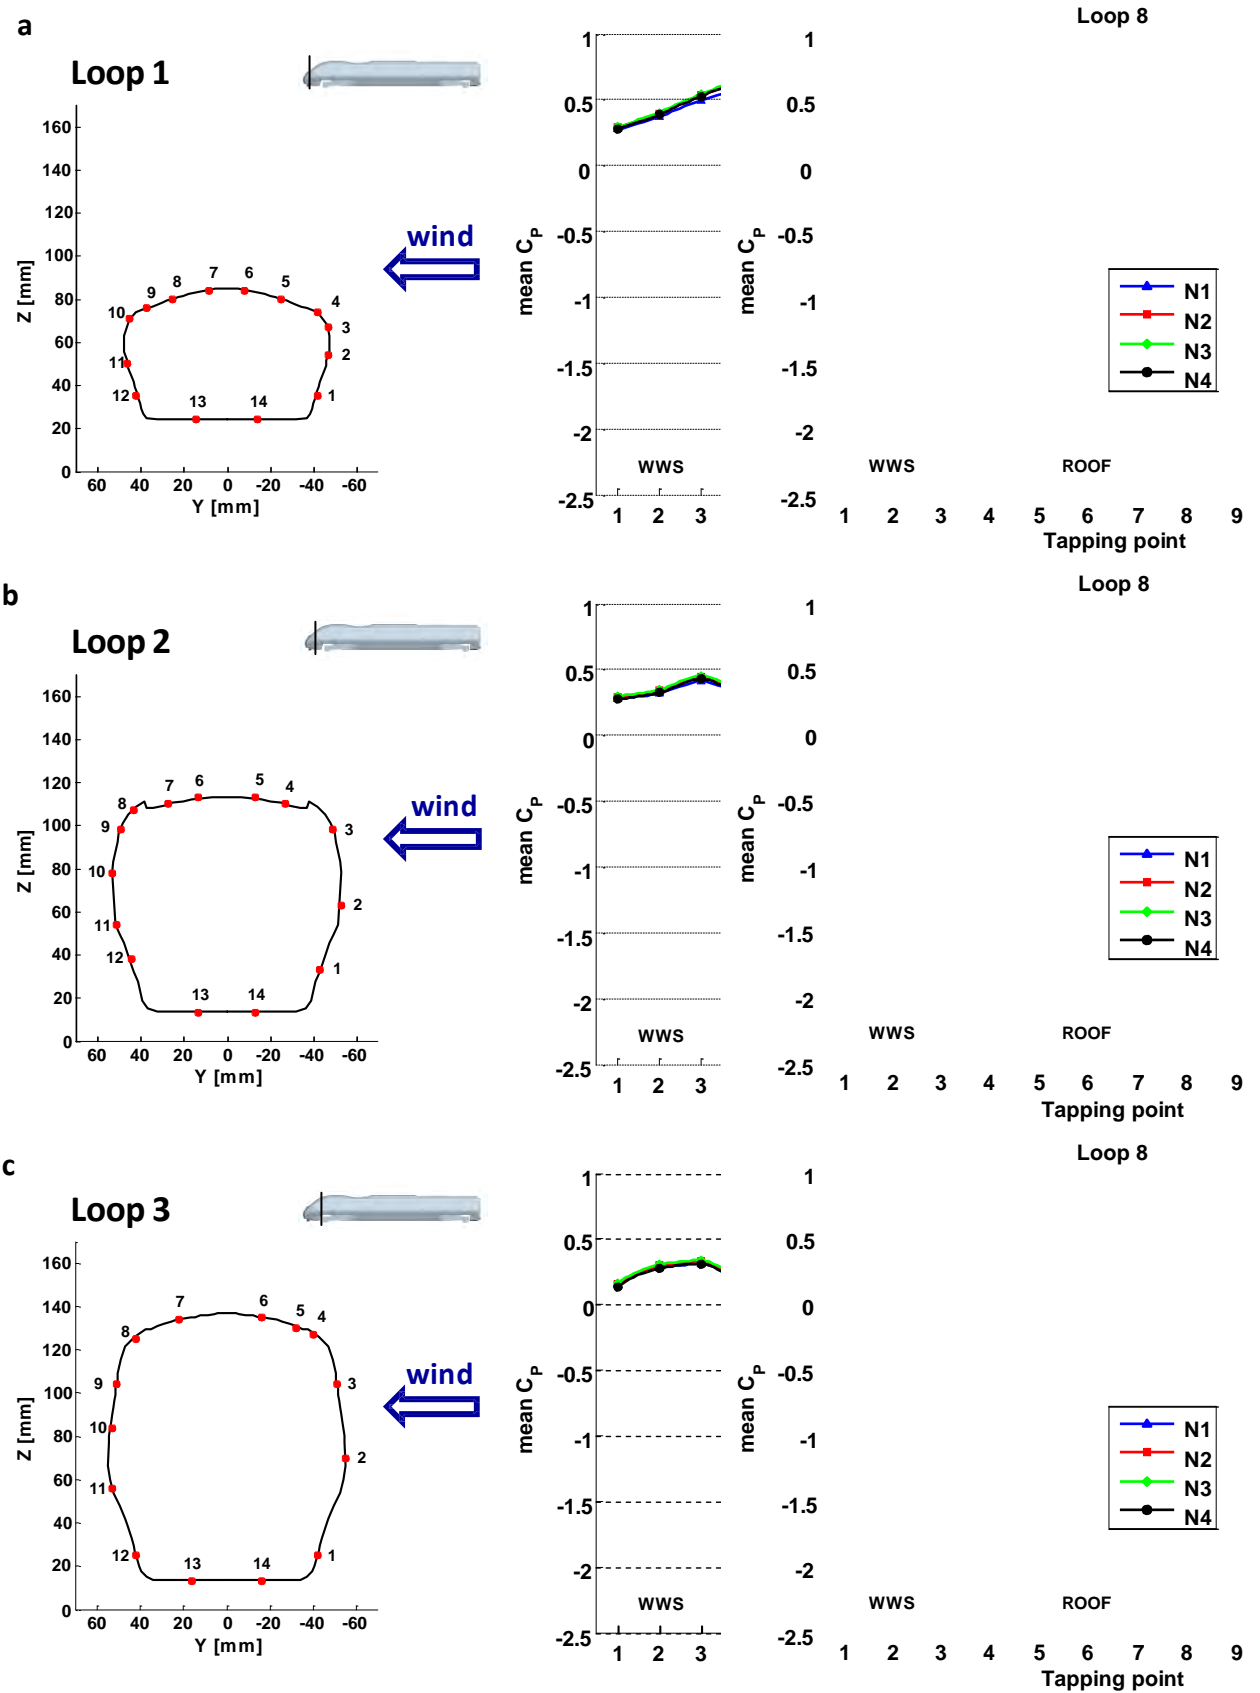 a
Loop 8
Loop 1
160
140
120
100
80
60
40
20
0
Z [mm]
60 40 20 0 -20 -40 -60
Y [mm]
1 2 3 4 5 6 7 8 9 10 11 12 13 14
wind
1
0.5
0
-0.5
-1
-1.5
-2
-2.5
mean CP
WWS
1 2 3
1
0.5
0
-0.5
-1
-1.5
-2
-2.5
mean CP
WWS ROOF
1 2 3 4 5 6 7 8 9
Tapping point
N1
N2
N3
N4
b
Loop 8
Loop 2
160
140
120
100
80
60
40
20
0
Z [mm]
60 40 20 0 -20 -40 -60
Y [mm]
1 2 3 4 5 6 7 8 9 10 11 12 13 14
wind
1
0.5
0
-0.5
-1
-1.5
-2
-2.5
mean CP
WWS
1 2 3
1
0.5
0
-0.5
-1
-1.5
-2
-2.5
mean CP
WWS ROOF
1 2 3 4 5 6 7 8 9
Tapping point
N1
N2
N3
N4
c
Loop 8
Loop 3
160
140
120
100
80
60
40
20
0
Z [mm]
60 40 20 0 -20 -40 -60
Y [mm]
1 2 3 4 5 6 7 8 9 10 11 12 13 14
wind
1
0.5
0
-0.5
-1
-1.5
-2
-2.5
mean CP
WWS
1 2 3
1
0.5
0
-0.5
-1
-1.5
-2
-2.5
mean CP
WWS ROOF
1 2 3 4 5 6 7 8 9
Tapping point
N1
N2
N3
N4